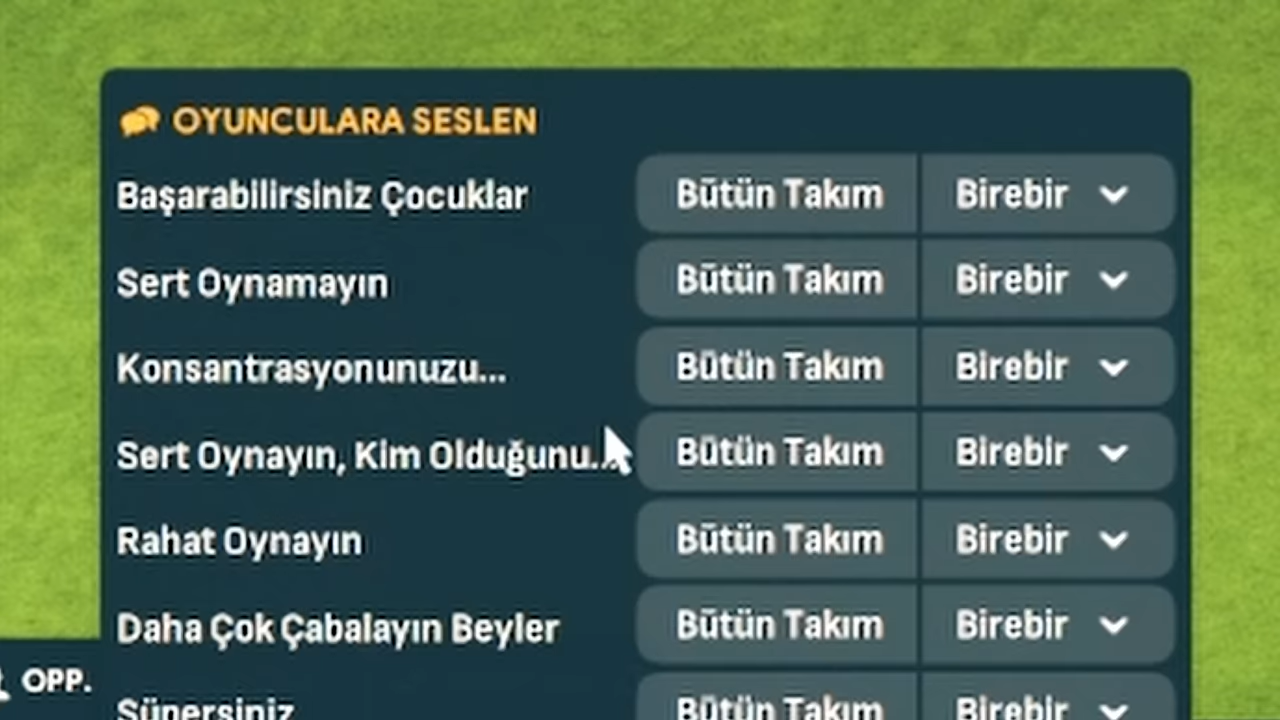 OYUNCULARA SESLEN
Başarabilirsiniz Çocuklar Bütün Takım Birebir
Sert Oynamayın Bütün Takım Birebir
Konsantrasyonunuzu... Bütün Takım Birebir
Sert Oynayın, Kim Olduğunu... Bütün Takım Birebir
Rahat Oynayın Bütün Takım Birebir
Daha Çok Çabalayın Beyler Bütün Takım Birebir
OPP.
Süpersiniz Bütün Takım Birebir